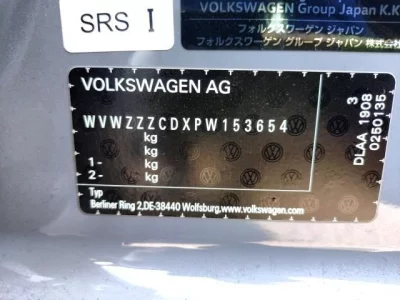 SRS I
VOLKSWAGEN Group Japan K.K
フォルクスワーゲン ジャパン
フォルクスワーゲン グループ ジャパン 株式会
VOLKSWAGEN AG
WVWZZZCDXPW153654
kg
kg
1- kg
2- kg
Typ
Berliner Ring 2,DE-38440 Wolfsburg,www.volkswagen.com
3
DLAA 1908
0250135